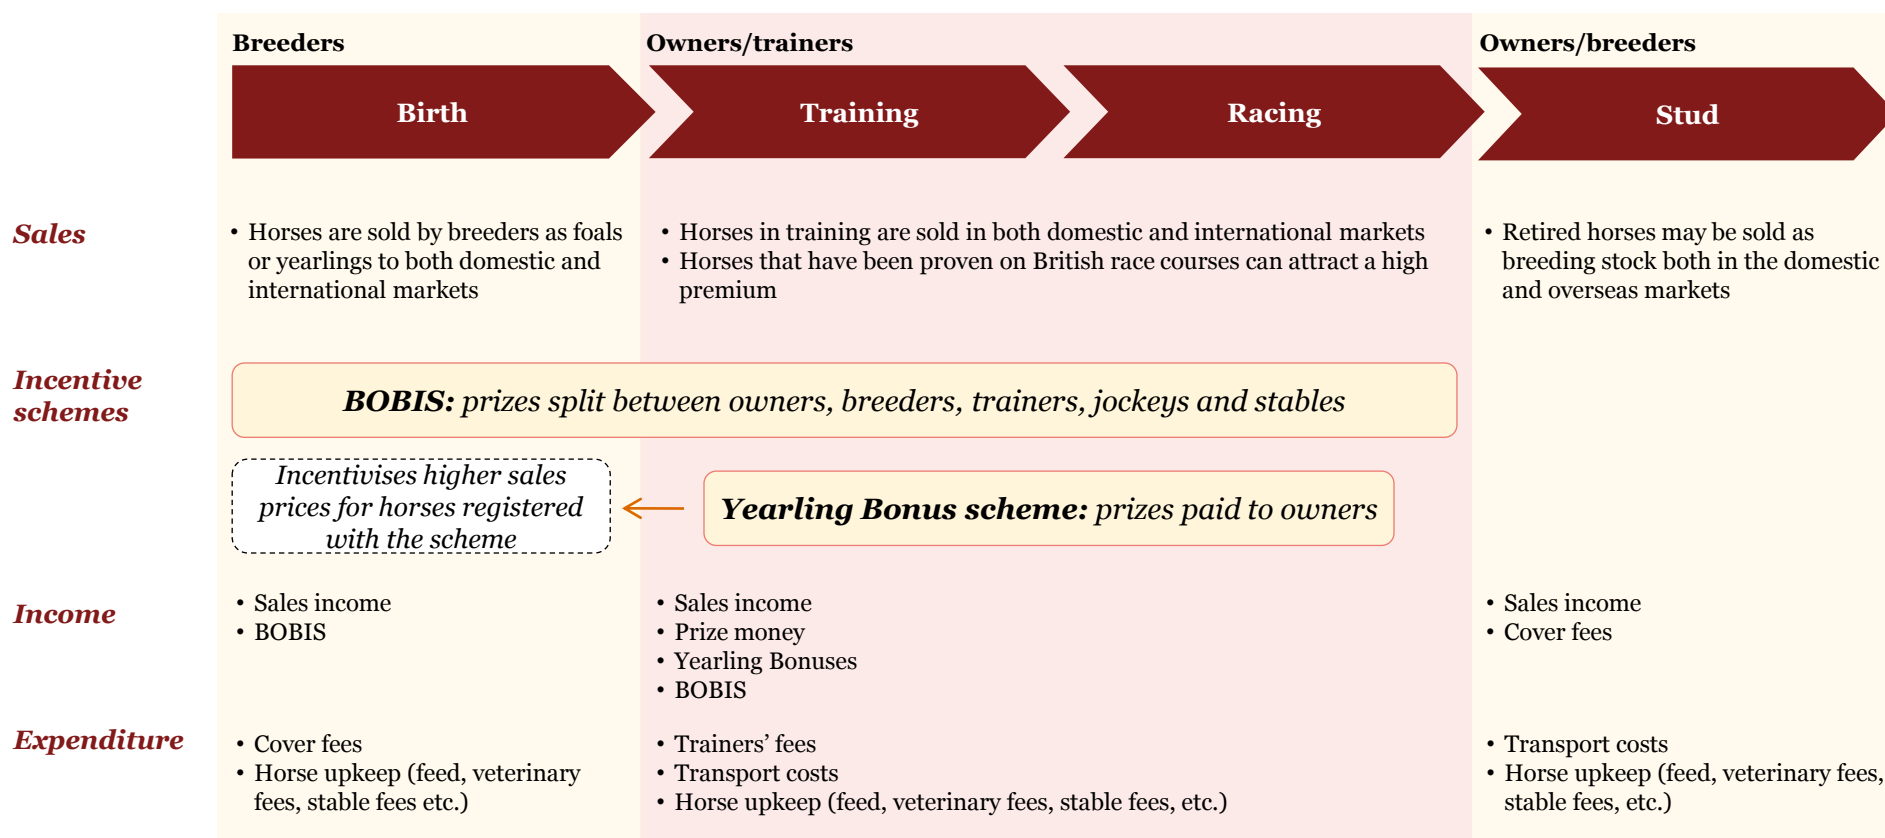 Breeders
Owners/trainers
Owners/breeders
Birth
Training
Racing
Stud
Sales
• Horses are sold by breeders as foals
or yearlings to both domestic and
international markets
• Horses in training are sold in both domestic and international markets
• Horses that have been proven on British race courses can attract a high
premium
• Retired horses may be sold as
breeding stock both in the domestic
and overseas markets
Incentive
schemes
BOBIS: prizes split between owners, breeders, trainers, jockeys and stables
Incentivises higher sales
prices for horses registered
with the scheme
Yearling Bonus scheme: prizes paid to owners
Income
• Sales income
• BOBIS
• Sales income
• Prize money
• Yearling Bonuses
• BOBIS
• Sales income
• Cover fees
Expenditure
• Cover fees
• Horse upkeep (feed, veterinary
fees, stable fees etc.)
• Trainers’ fees
• Transport costs
• Horse upkeep (feed, veterinary fees, stable fees, etc.)
• Transport costs
• Horse upkeep (feed, veterinary fees,
stable fees, etc.)